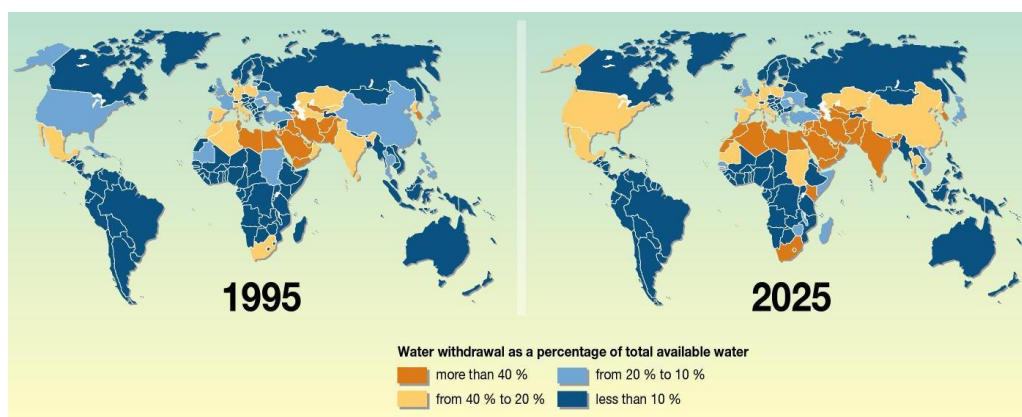 1995
2025
Water withdrawal as a percentage of total available water
more than 40 %
from 20 % to 10 %
from 40 % to 20 %
less than 10 %